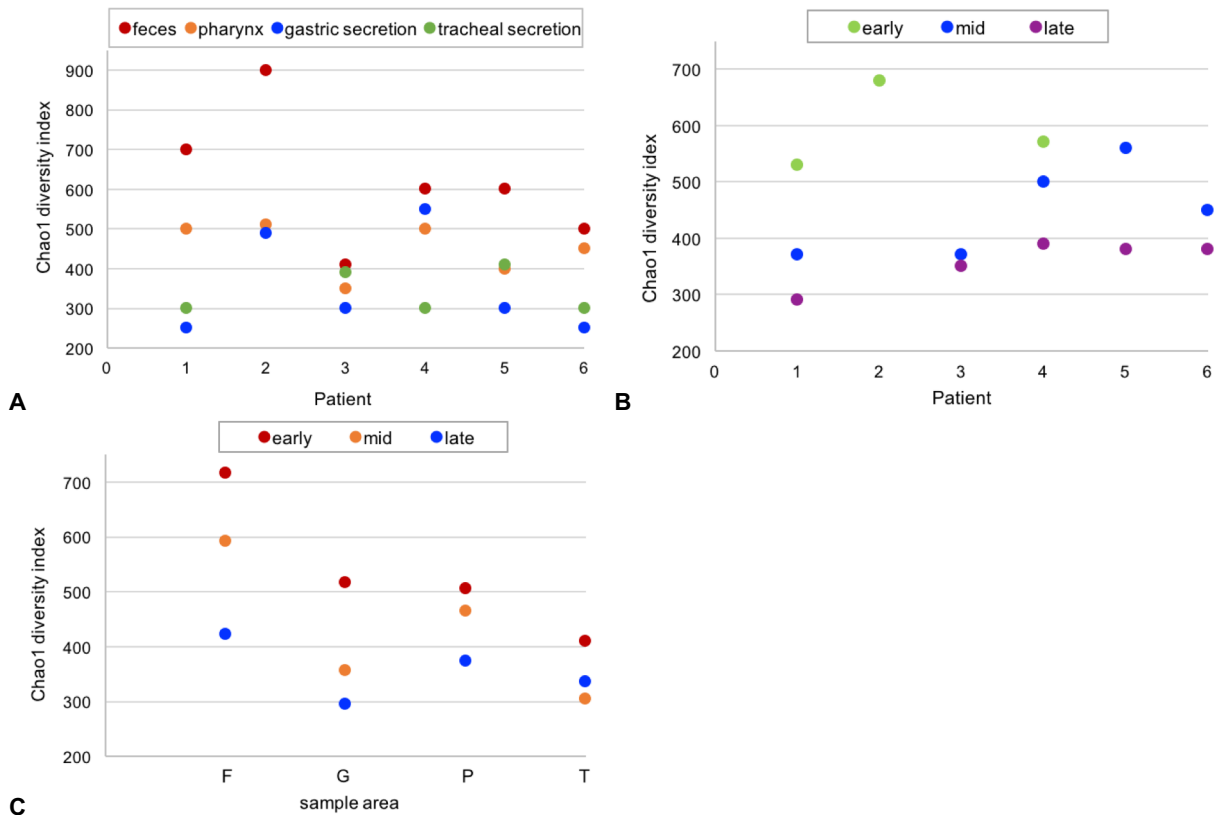 feces pharynx gastric secretion tracheal secretion
Chao1 diversity index
900
800
700
600
500
400
300
200
0 1 2 3 4 5 6
Patient
A
early mid late
Chao1 diversity idex
700
600
500
400
300
200
0 1 2 3 4 5 6
Patient
B
early mid late
Chao1 diversity index
700
600
500
400
300
200
F G P T
sample area
C